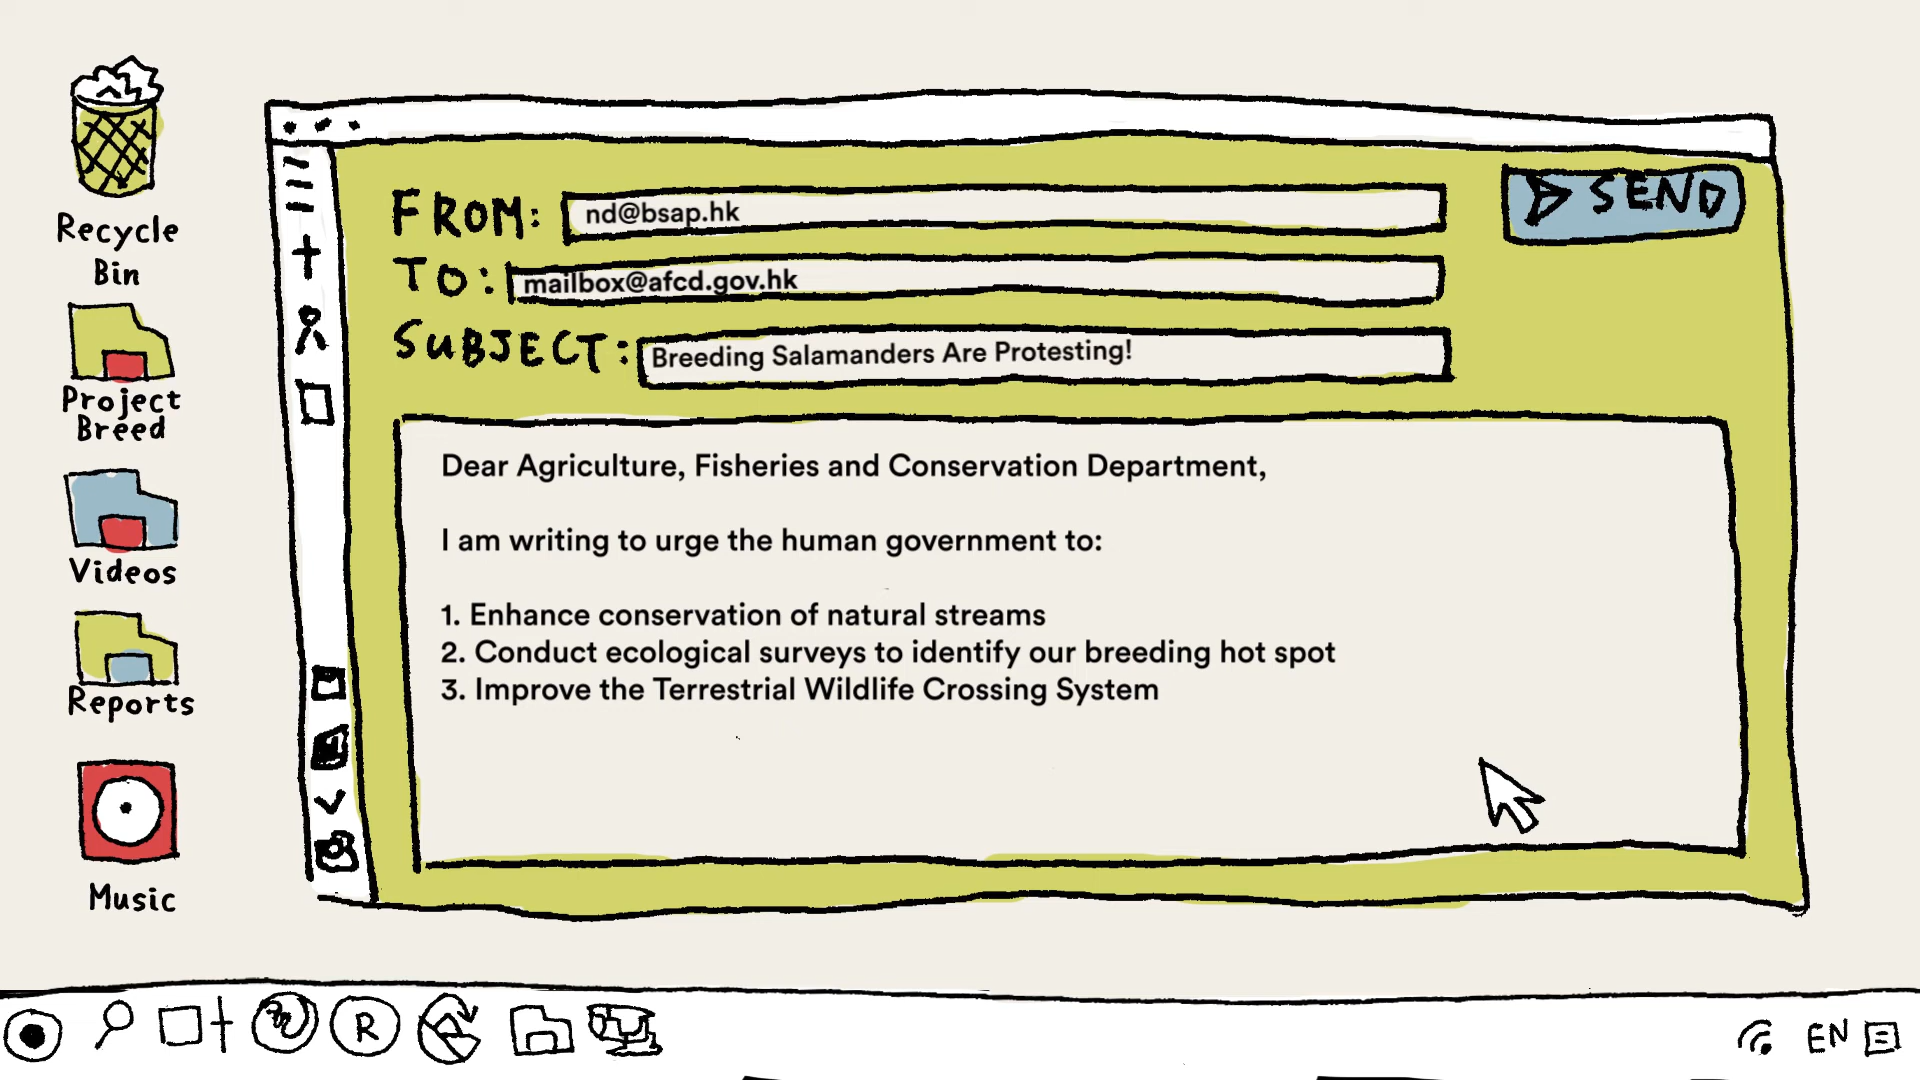 Recycle
Bin
Project
Breed
Videos
Reports
Music
FROM: nd@bsap.hk
SEND
TO: mailbox@afcd.gov.hk
SUBJECT: Breeding Salamanders Are Protesting!
Dear Agriculture, Fisheries and Conservation Department,
I am writing to urge the human government to:
1. Enhance conservation of natural streams
2. Conduct ecological surveys to identify our breeding hot spot
3. Improve the Terrestrial Wildlife Crossing System
R
EN